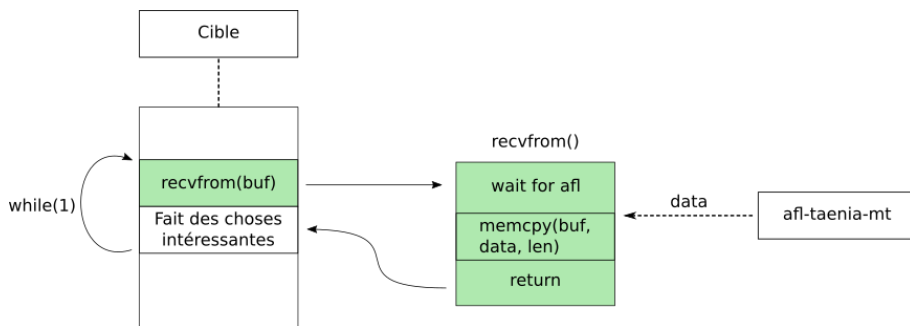 Cible
recvfrom()
recvfrom(buf)
wait for afl
while(1)
Fait des choses
intéressantes
memcpy(buf,
data, len)
data
afl-taenia-mt
return